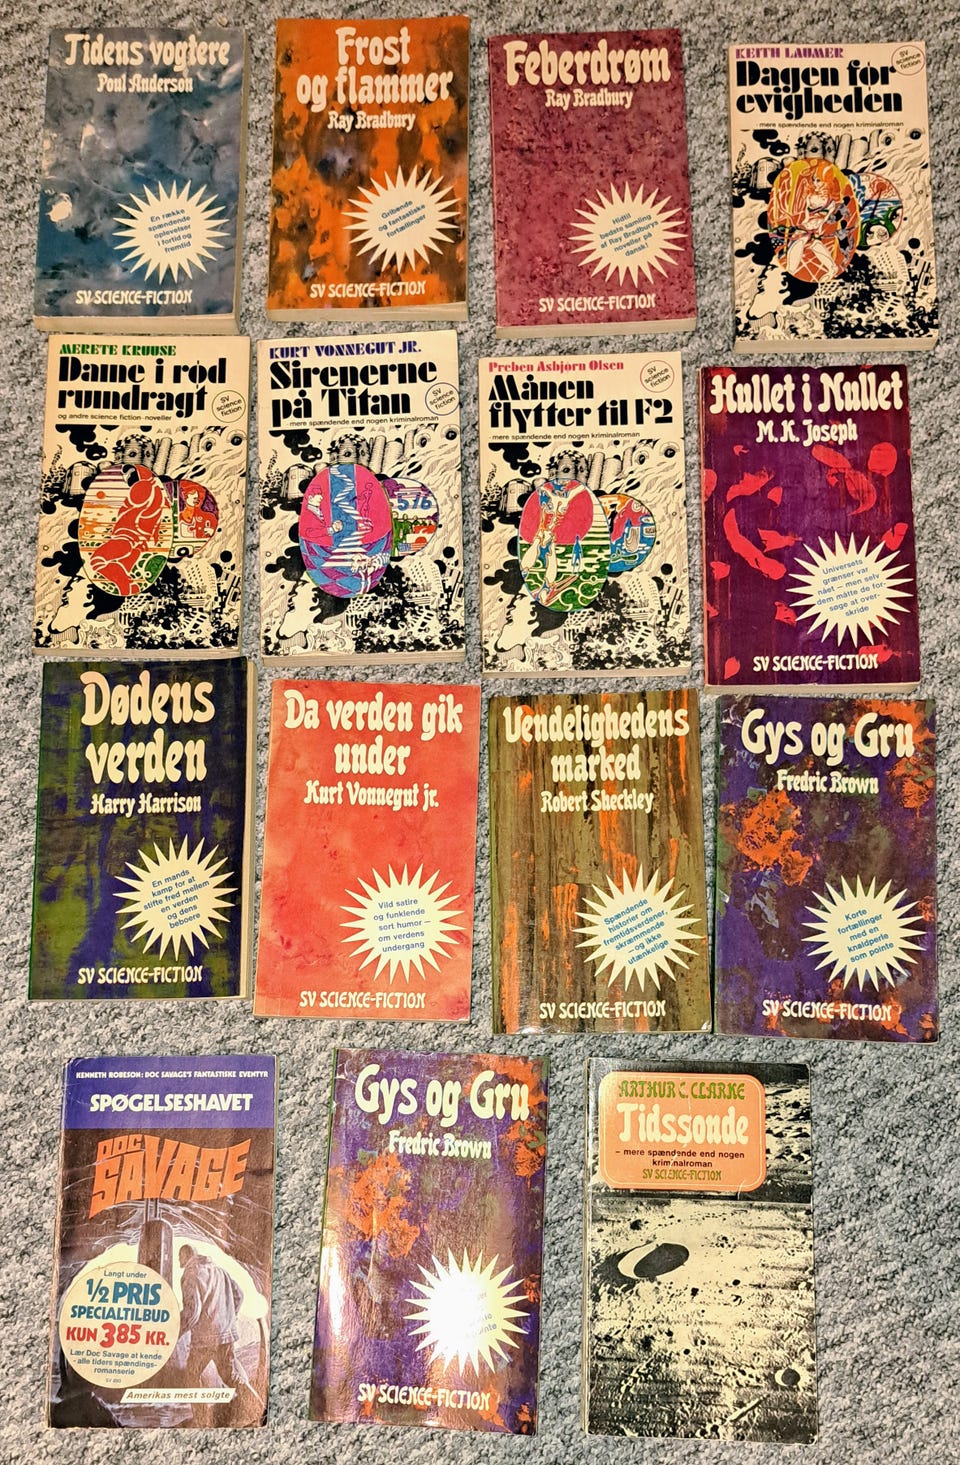 Tidens vogtere
Poul Anderson
En række
spændende
oplevelser
i fortid og
fremtid
SV SCIENCE-FICTION
Frost
og flammer
Ray Bradbury
Gribende
og fantastiske
fortællinger
SV SCIENCE-FICTION
Feberdrøm
Ray Bradbury
Hidtil
bedste samling
af Ray Bradburys
noveller på
dansk!
SV SCIENCE-FICTION
KEITH LAUMER
Dagen før
evigheden
SV
science
fiction
- mere spændende end nogen kriminalroman
MERETE KRUUSE
Dame i rød
rumdragt
og andre science fiction-noveller
SV
science
fiction
KURT VONNEGUT JR.
Sirenerne
på Titan
- mere spændende end nogen kriminalroman
SV
science
fiction
576
Preben Asbjørn Olsen
Månen
flytter til F2
- mere spændende end nogen kriminalroman
SV
science
fiction
Hullet i Nullet
M. K. Joseph
Universets
grænser var
nået – men selv
dem måtte de for-
søge at over-
skride
SV SCIENCE-FICTION
Dødens
verden
Harry Harrison
En mands
kamp for at
stifte fred mellem
en verden
og dens
beboere
SV SCIENCE-FICTION
Da verden gik
under
Kurt Vonnegut jr.
Vild satire
og funklende
sort humor –
om verdens
undergang
SV SCIENCE-FICTION
Uendelighedens
marked
Robert Sheckley
Spændende
historier om
fremtidsverdener,
skræmmende
– og ikke
utænkelige
SV SCIENCE-FICTION
Gys og Gru
Fredric Brown
Korte
fortællinger
med en
knaldperle
som pointe
SV SCIENCE-FICTION
KENNETH ROBESON: DOC SAVAGE'S FANTASTISKE EVENTYR
SPØGELSESHAVET
DOC
SAVAGE
Langt under
1/2 PRIS
SPECIALTILBUD
KUN 3.85 KR.
Lær Doc Savage at kende
- alle tiders spændings-
romanserie
Amerikas mest solgte
Gys og Gru
Fredric Brown
SV SCIENCE-FICTION
ARTHUR C. CLARKE
Tidssonde
– mere spændende end nogen
kriminalroman
SV SCIENCE-FICTION